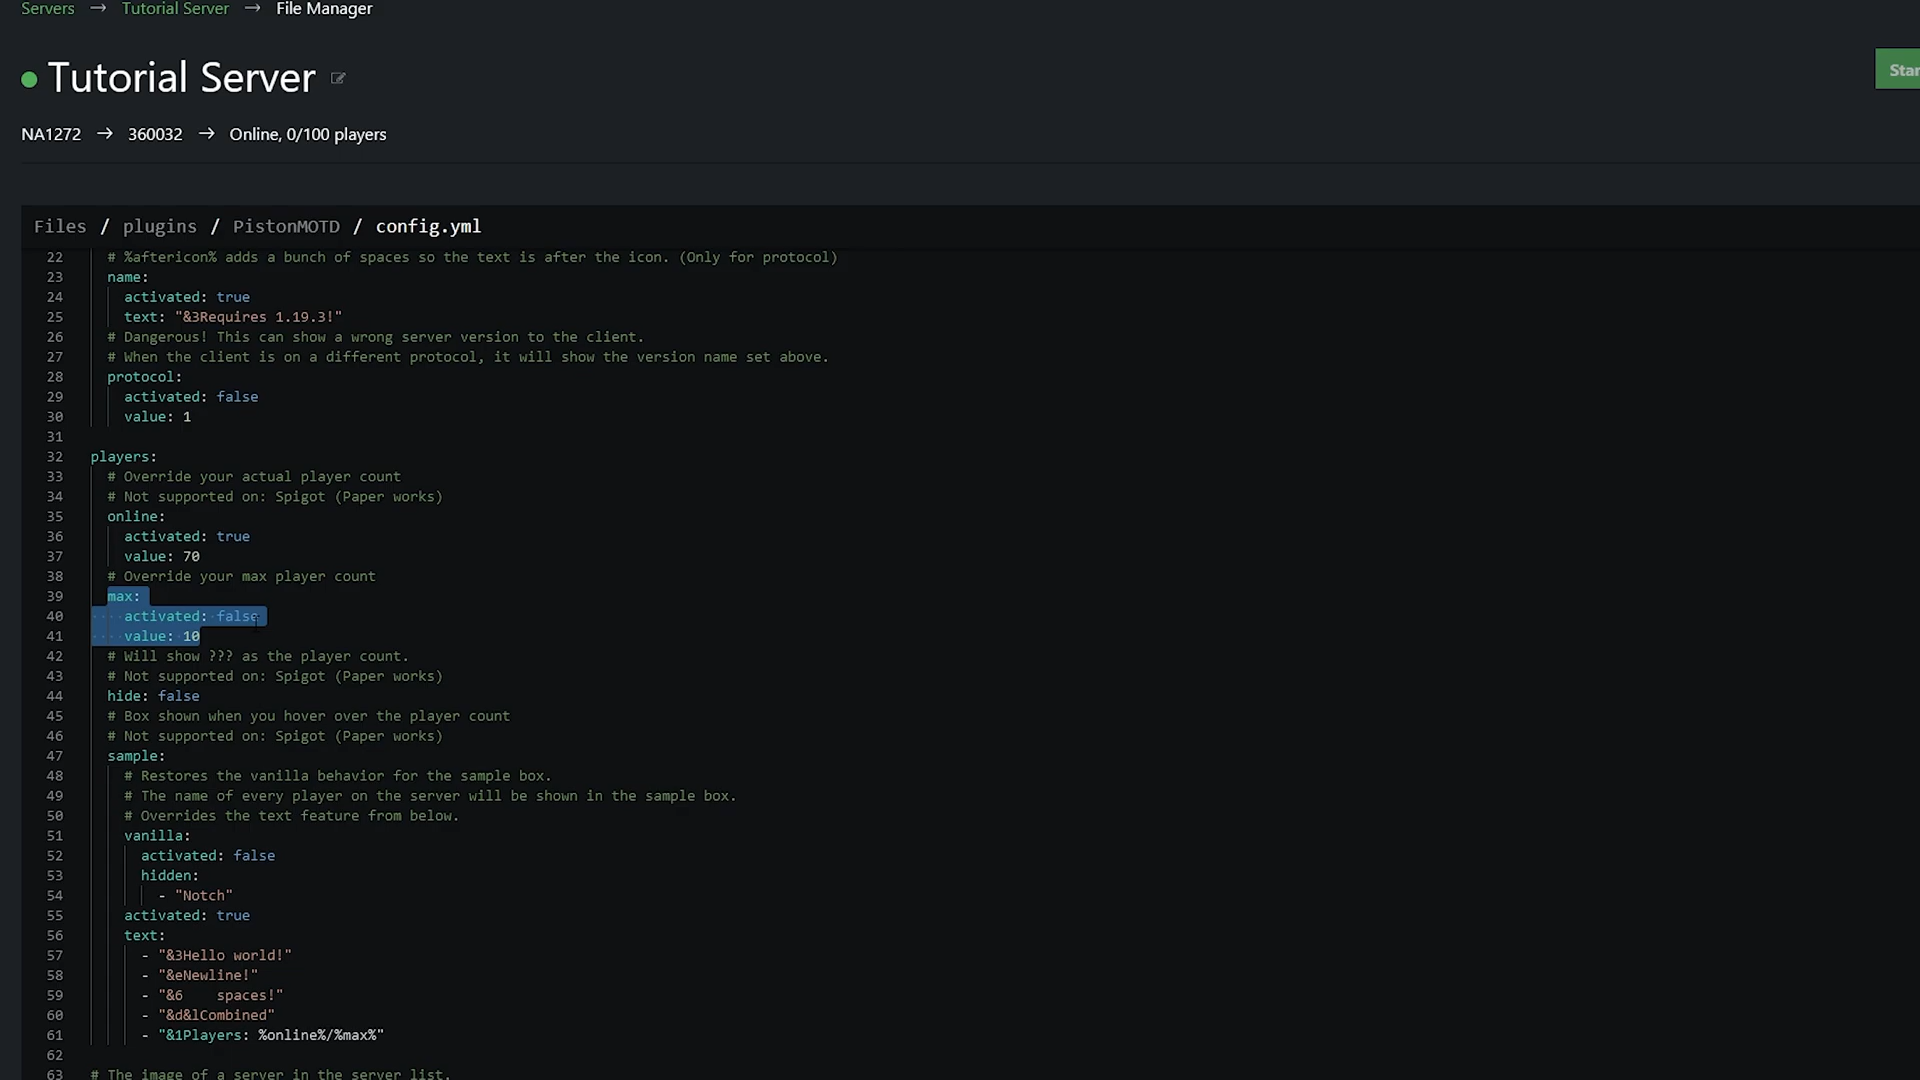 Servers → Tutorial Server → File Manager
Tutorial Server
Star
NA1272 → 360032 → Online, 0/100 players
Files / plugins / PistonMOTD / config.yml
22 # %aftericon% adds a bunch of spaces so the text is after the icon. (Only for protocol)
23 name:
24 activated: true
25 text: "&3Requires 1.19.3!"
26 # Dangerous! This can show a wrong server version to the client.
27 # When the client is on a different protocol, it will show the version name set above.
28 protocol:
29 activated: false
30 value: 1
31
32 players:
33 # Override your actual player count
34 # Not supported on: Spigot (Paper works)
35 online:
36 activated: true
37 value: 70
38 # Override your max player count
39 max:
40 activated: false
41 value: 10
42 # Will show ??? as the player count.
43 # Not supported on: Spigot (Paper works)
44 hide: false
45 # Box shown when you hover over the player count
46 # Not supported on: Spigot (Paper works)
47 sample:
48 # Restores the vanilla behavior for the sample box.
49 # The name of every player on the server will be shown in the sample box.
50 # Overrides the text feature from below.
51 vanilla:
52 activated: false
53 hidden:
54 - "Notch"
55 activated: true
56 text:
57 - "&3Hello world!"
58 - "&eNewline!"
59 - "&6    spaces!"
60 - "&d&lCombined"
61 - "&1Players: %online%/%max%"
62
63 # The image of a server in the server list.